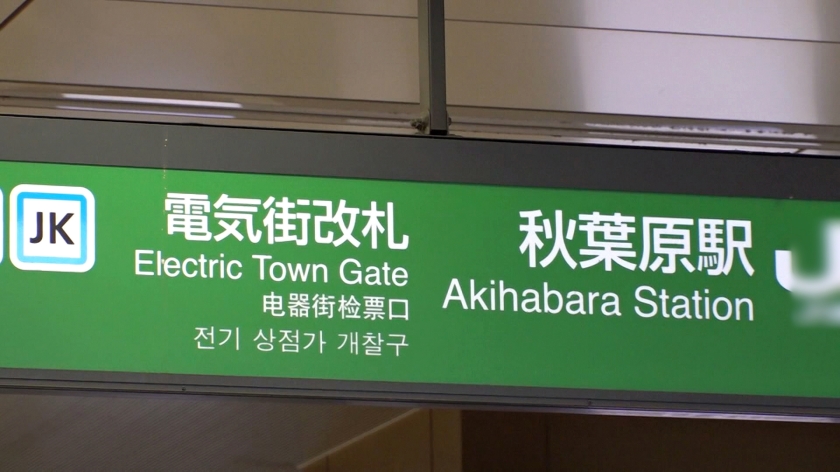 JK
電気街改札
Electric Town Gate
电器街检票口
전기 상점가 개찰구
秋葉原駅
Akihabara Station